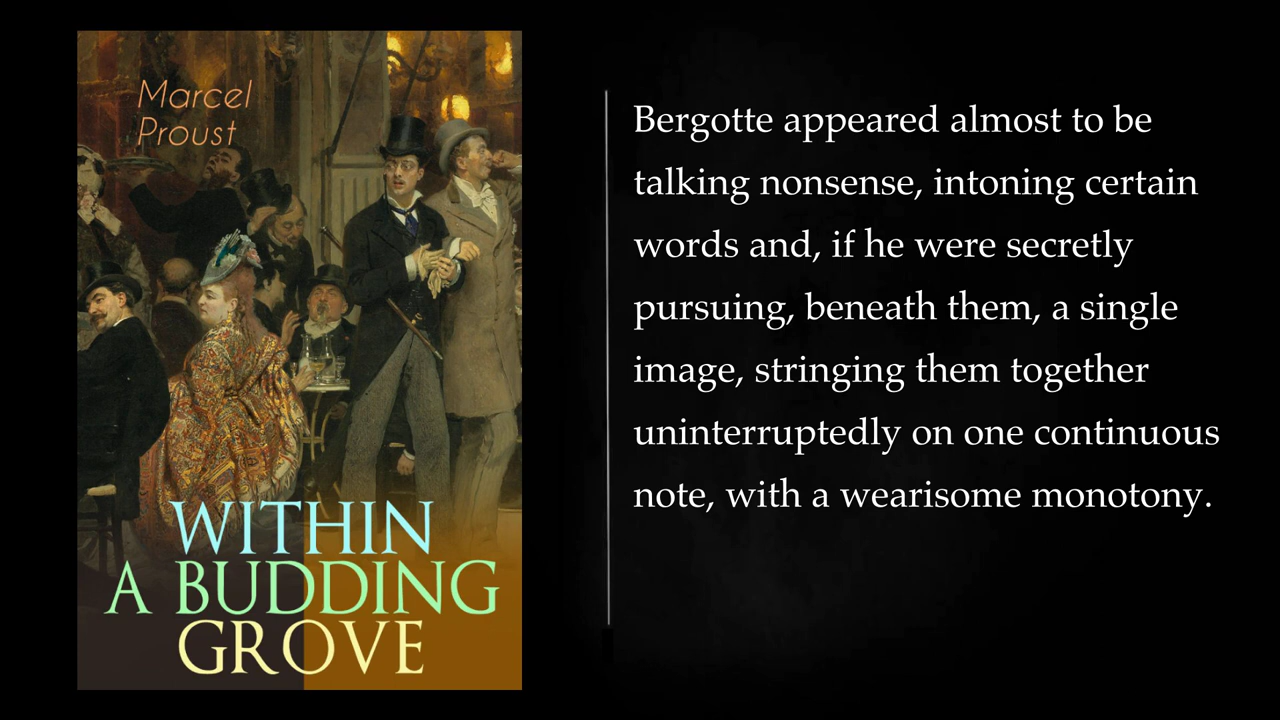 Marcel
Proust
WITHIN
A BUDDING
GROVE
Bergotte appeared almost to be
talking nonsense, intoning certain
words and, if he were secretly
pursuing, beneath them, a single
image, stringing them together
uninterruptedly on one continuous
note, with a wearisome monotony.